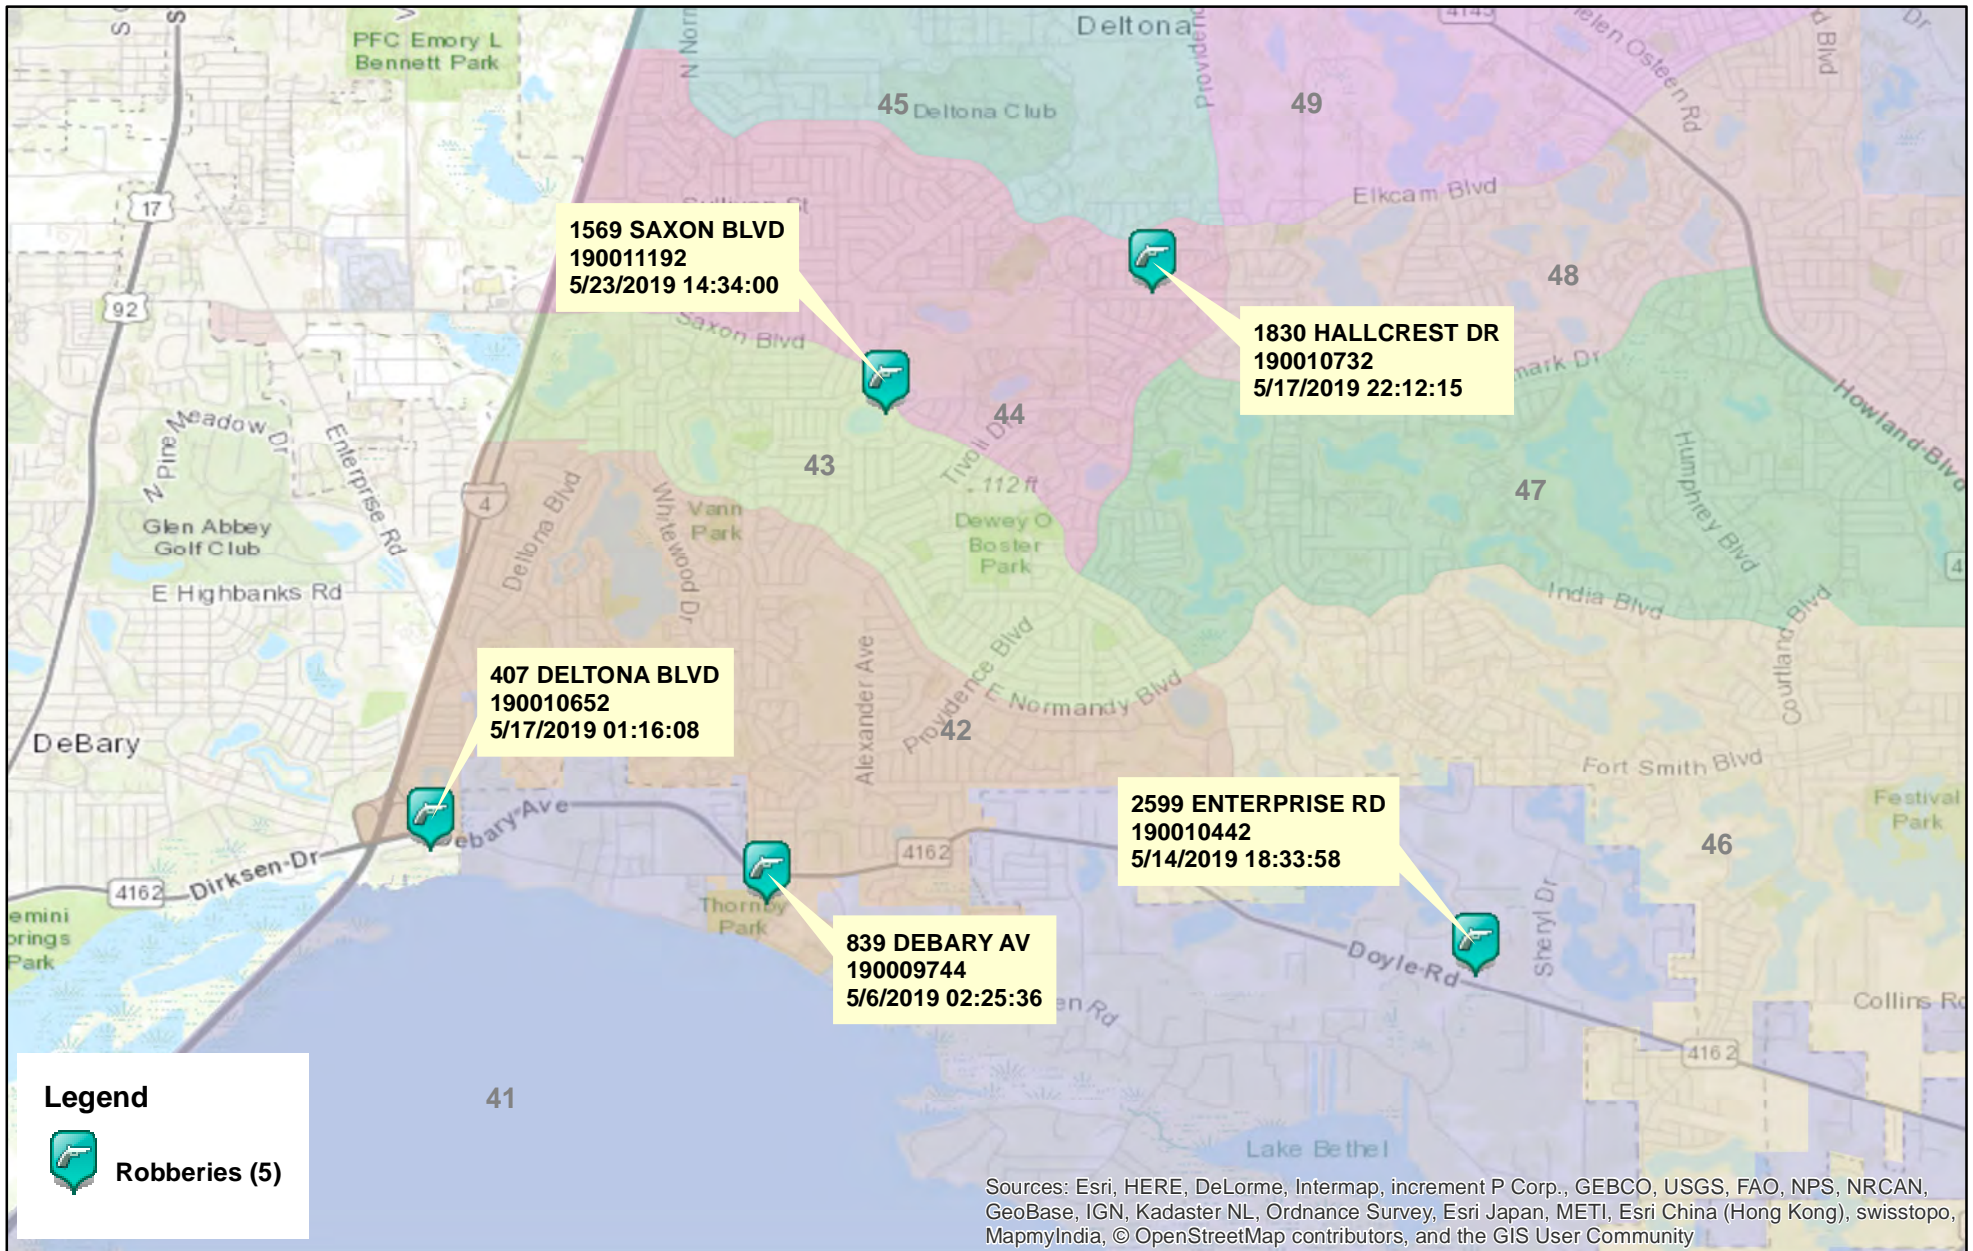 Deltona
PFC Emory L
Bennett Park
45
Deltona Club
49
Elkcam Blvd
17
1569 SAXON BLVD
190011192
5/23/2019 14:34:00
48
92
Saxon Blvd
1830 HALLCREST DR
190010732
5/17/2019 22:12:15
44
Howland-Blvd
N Pine Meadow Dr
Enterprise Rd
43
Tivoli Dr
112 ft
47
Humphrey Blvd
4
Deltona Blvd
Whitewood Dr
Vann
Park
Dewey O
Boster
Park
Glen Abbey
Golf Club
E Highbanks Rd
India Blvd
Courtland Blvd
407 DELTONA BLVD
190010652
5/17/2019 01:16:08
Alexander Ave
Providence Blvd
E Normandy Blvd
42
DeBary
Fort Smith Blvd
2599 ENTERPRISE RD
190010442
5/14/2019 18:33:58
Festival
Park
46
4162
4162
Dirksen-Dr
Thornby
Park
839 DEBARY AV
190009744
5/6/2019 02:25:36
Doyle-Rd
Sheryl Dr
Park
4162
41
Lake Bethel
Legend
Robberies (5)
Sources: Esri, HERE, DeLorme, Intermap, increment P Corp., GEBCO, USGS, FAO, NPS, NRCAN,
GeoBase, IGN, Kadaster NL, Ordnance Survey, Esri Japan, METI, Esri China (Hong Kong), swisstopo,
MapmyIndia, © OpenStreetMap contributors, and the GIS User Community